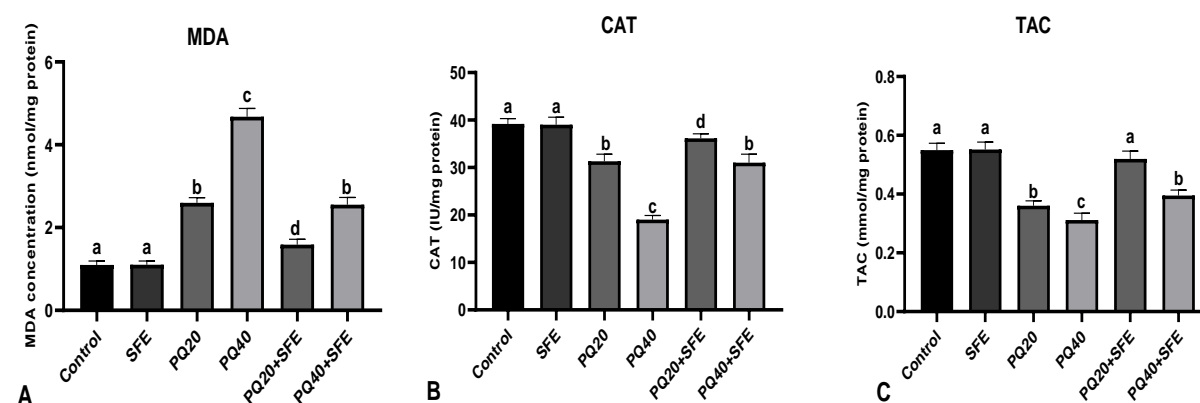 MDA
MDA concentration (nmol/mg protein)
6
4
2
0
a
a
b
c
d
b
Control
SFE
PQ20
PQ40
PQ20+SFE
PQ40+SFE
A
CAT
CAT (IU/mg protein)
50
40
30
20
10
0
a
a
b
c
d
b
Control
SFE
PQ20
PQ40
PQ20+SFE
PQ40+SFE
B
TAC
TAC (mmol/mg protein)
0.8
0.6
0.4
0.2
0.0
a
a
b
c
a
b
Control
SFE
PQ20
PQ40
PQ20+SFE
PQ40+SFE
C